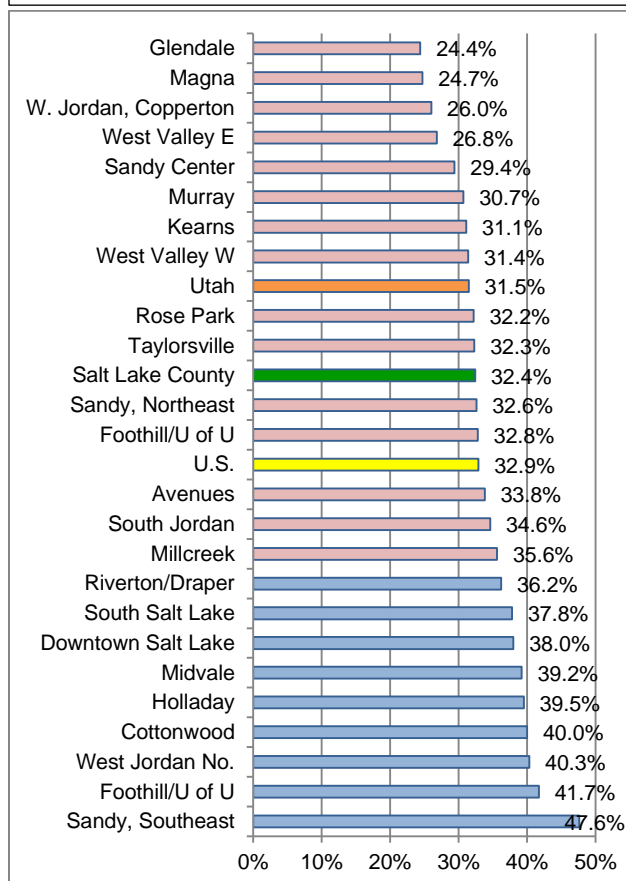 Glendale 24.4%
Magna 24.7%
W. Jordan, Copperton 26.0%
West Valley E 26.8%
Sandy Center 29.4%
Murray 30.7%
Kearns 31.1%
West Valley W 31.4%
Utah 31.5%
Rose Park 32.2%
Taylorsville 32.3%
Salt Lake County 32.4%
Sandy, Northeast 32.6%
Foothill/U of U 32.8%
U.S. 32.9%
Avenues 33.8%
South Jordan 34.6%
Millcreek 35.6%
Riverton/Draper 36.2%
South Salt Lake 37.8%
Downtown Salt Lake 38.0%
Midvale 39.2%
Holladay 39.5%
Cottonwood 40.0%
West Jordan No. 40.3%
Foothill/U of U 41.7%
Sandy, Southeast 47.6%
0% 10% 20% 30% 40% 50%